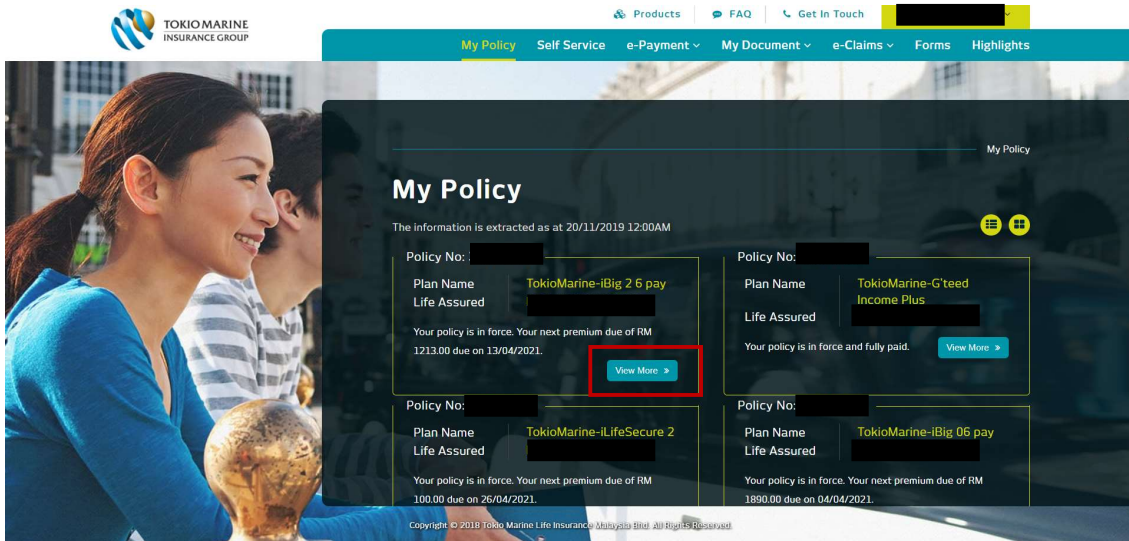 TOKIO MARINE
INSURANCE GROUP
Products
FAQ
Get In Touch
My Policy
Self Service
e-Payment
My Document
e-Claims
Forms
Highlights
My Policy
My Policy
The information is extracted as at 20/11/2019 12:00AM
Policy No:
Plan Name TokioMarine-iBig 2 6 pay
Life Assured
Your policy is in force. Your next premium due of RM
1213.00 due on 13/04/2021.
View More »
Policy No:
Plan Name TokioMarine-G'teed
Income Plus
Life Assured
Your policy is in force and fully paid.
View More »
Policy No:
Plan Name TokioMarine-iLifeSecure 2
Life Assured
Your policy is in force. Your next premium due of RM
100.00 due on 26/04/2021.
Policy No:
Plan Name TokioMarine-iBig 06 pay
Life Assured
Your policy is in force. Your next premium due of RM
1890.00 due on 04/04/2021.
Copyright © 2018 Tokio Marine Life Insurance Malaysia Bhd. All Rights Reserved.